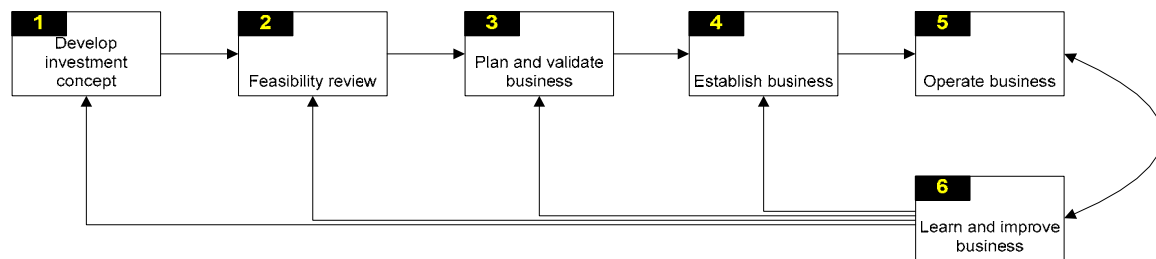 1
Develop
investment
concept
2
Feasibility review
3
Plan and validate
business
4
Establish business
5
Operate business
6
Learn and improve
business